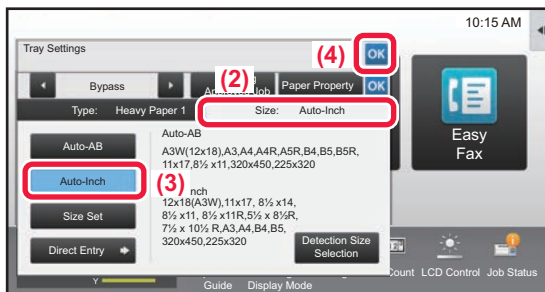 10:15 AM
Tray Settings
(4)
OK
(2)
Bypass
Job
Paper Property
OK
Type: Heavy Paper 1
Size: Auto-Inch
Auto-AB
Auto-AB
A3W(12x18),A3,A4,A4R,A5R,B4,B5,B5R,
11x17,8½ x11,320x450,225x320
Easy
Fax
Auto-Inch
(3)
nch
12x18(A3W),11x17, 8½ x14,
8½ x11, 8½ x11R,5½ x 8½R,
7½ x 10½ R,A3,A4,B4,B5,
320x450,225x320
Size Set
Direct Entry
Detection Size
Selection
Count
LCD Control
Job Status
Y
Guide
Display Mode